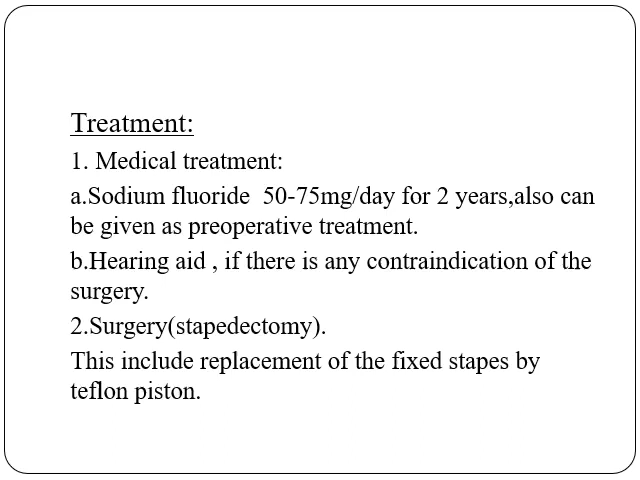 Treatment:
1. Medical treatment:
a.Sodium fluoride  50-75mg/day for 2 years,also can
be given as preoperative treatment.
b.Hearing aid , if there is any contraindication of the
surgery.
2.Surgery(stapedectomy).
This include replacement of the fixed stapes by
teflon piston.